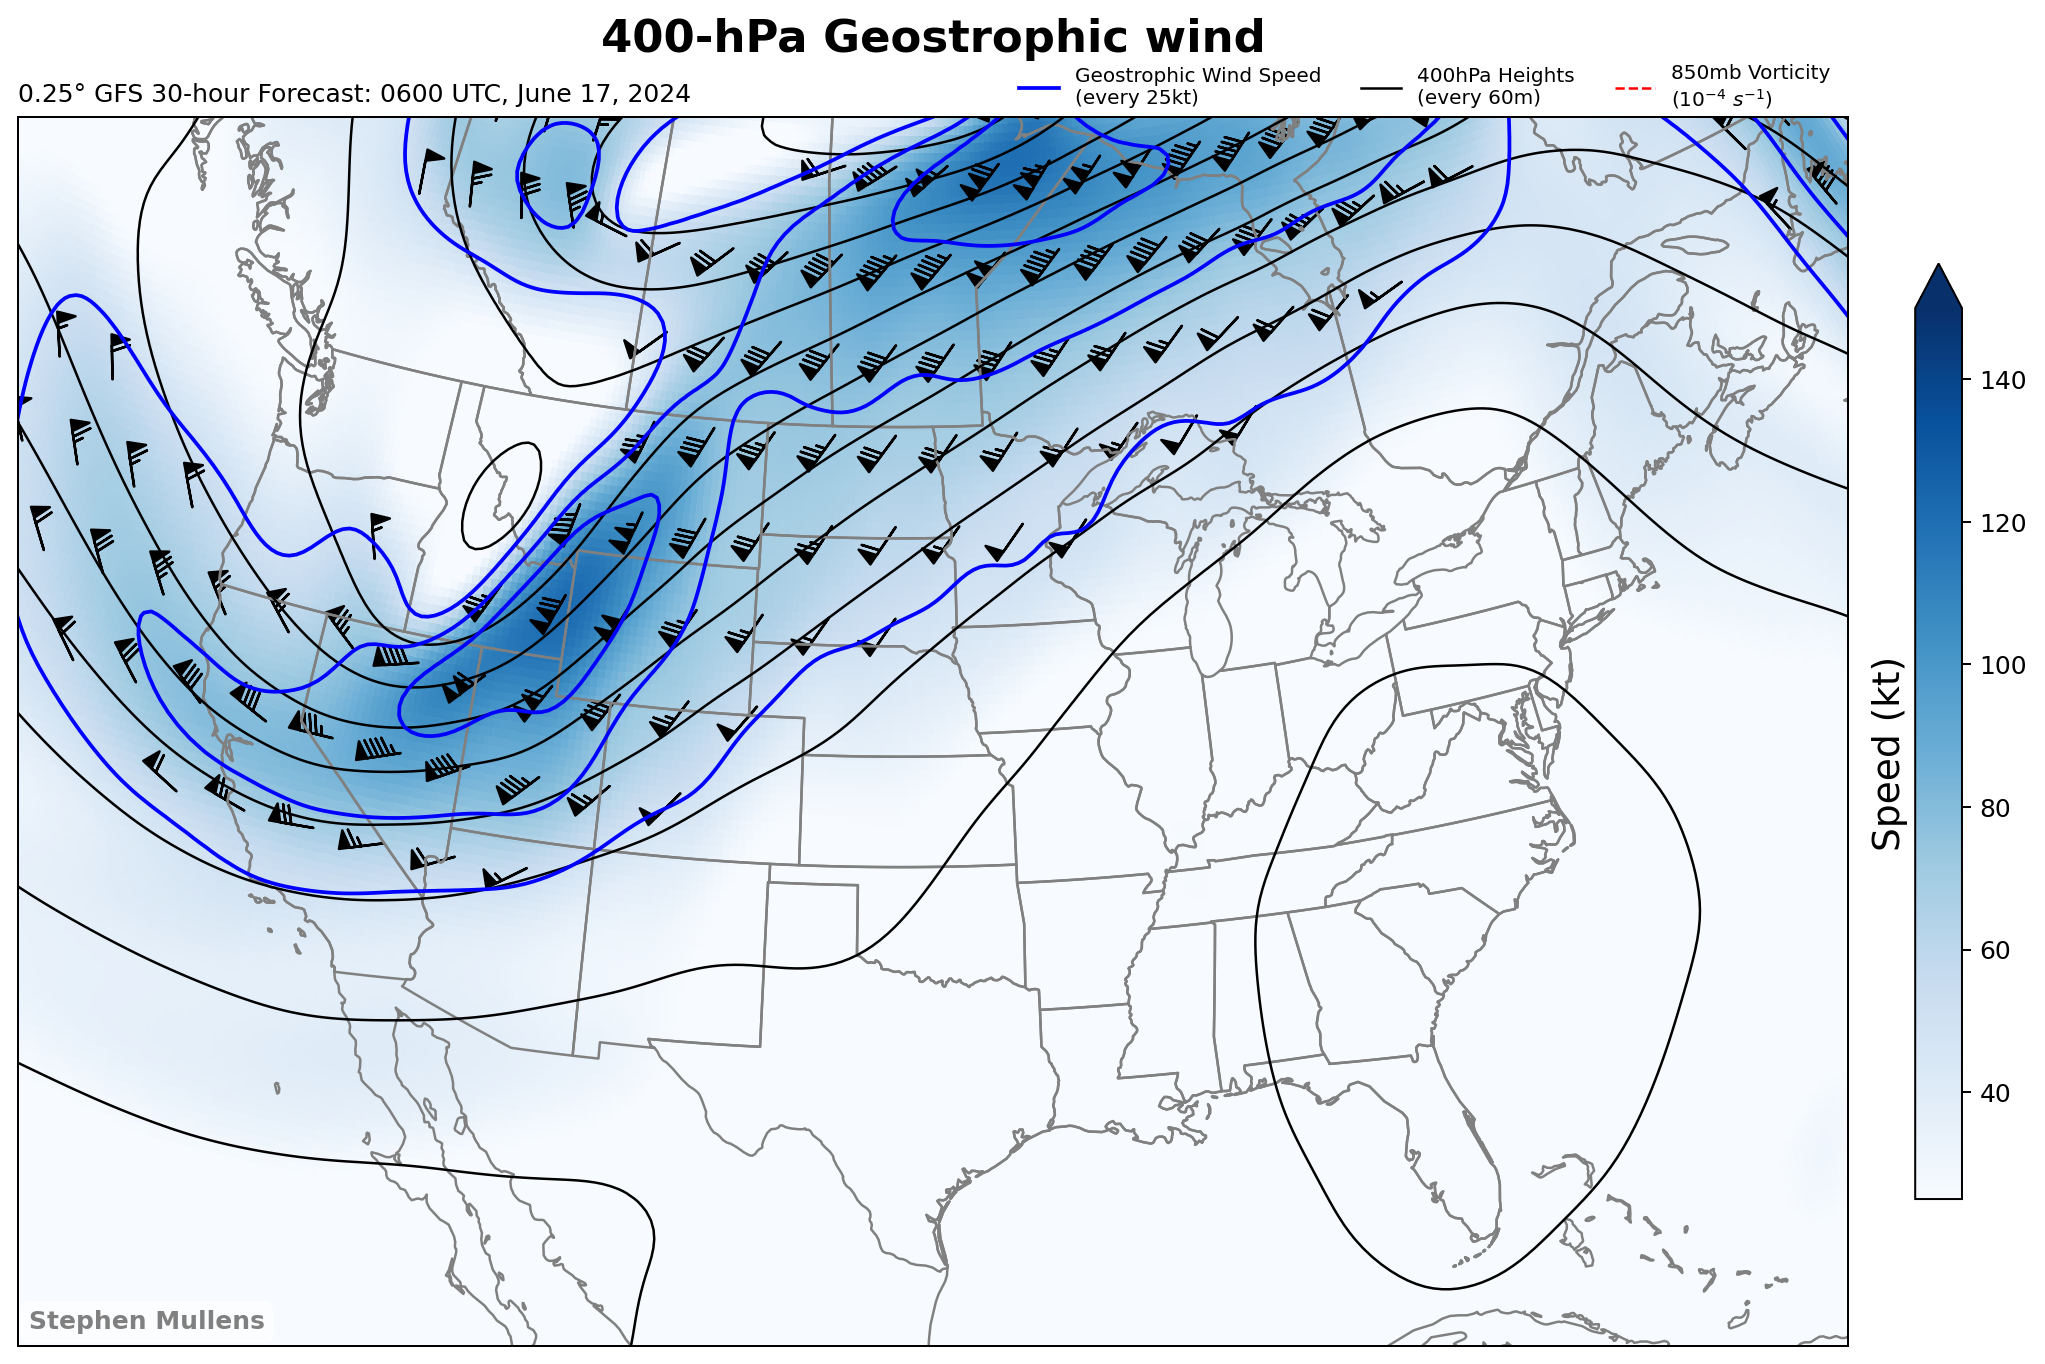 400-hPa Geostrophic wind
0.25° GFS 30-hour Forecast: 0600 UTC, June 17, 2024
Geostrophic Wind Speed
(every 25kt)
400hPa Heights
(every 60m)
850mb Vorticity
(10⁻⁴ s⁻¹)
140
120
100
80
60
40
Speed (kt)
Stephen Mullens